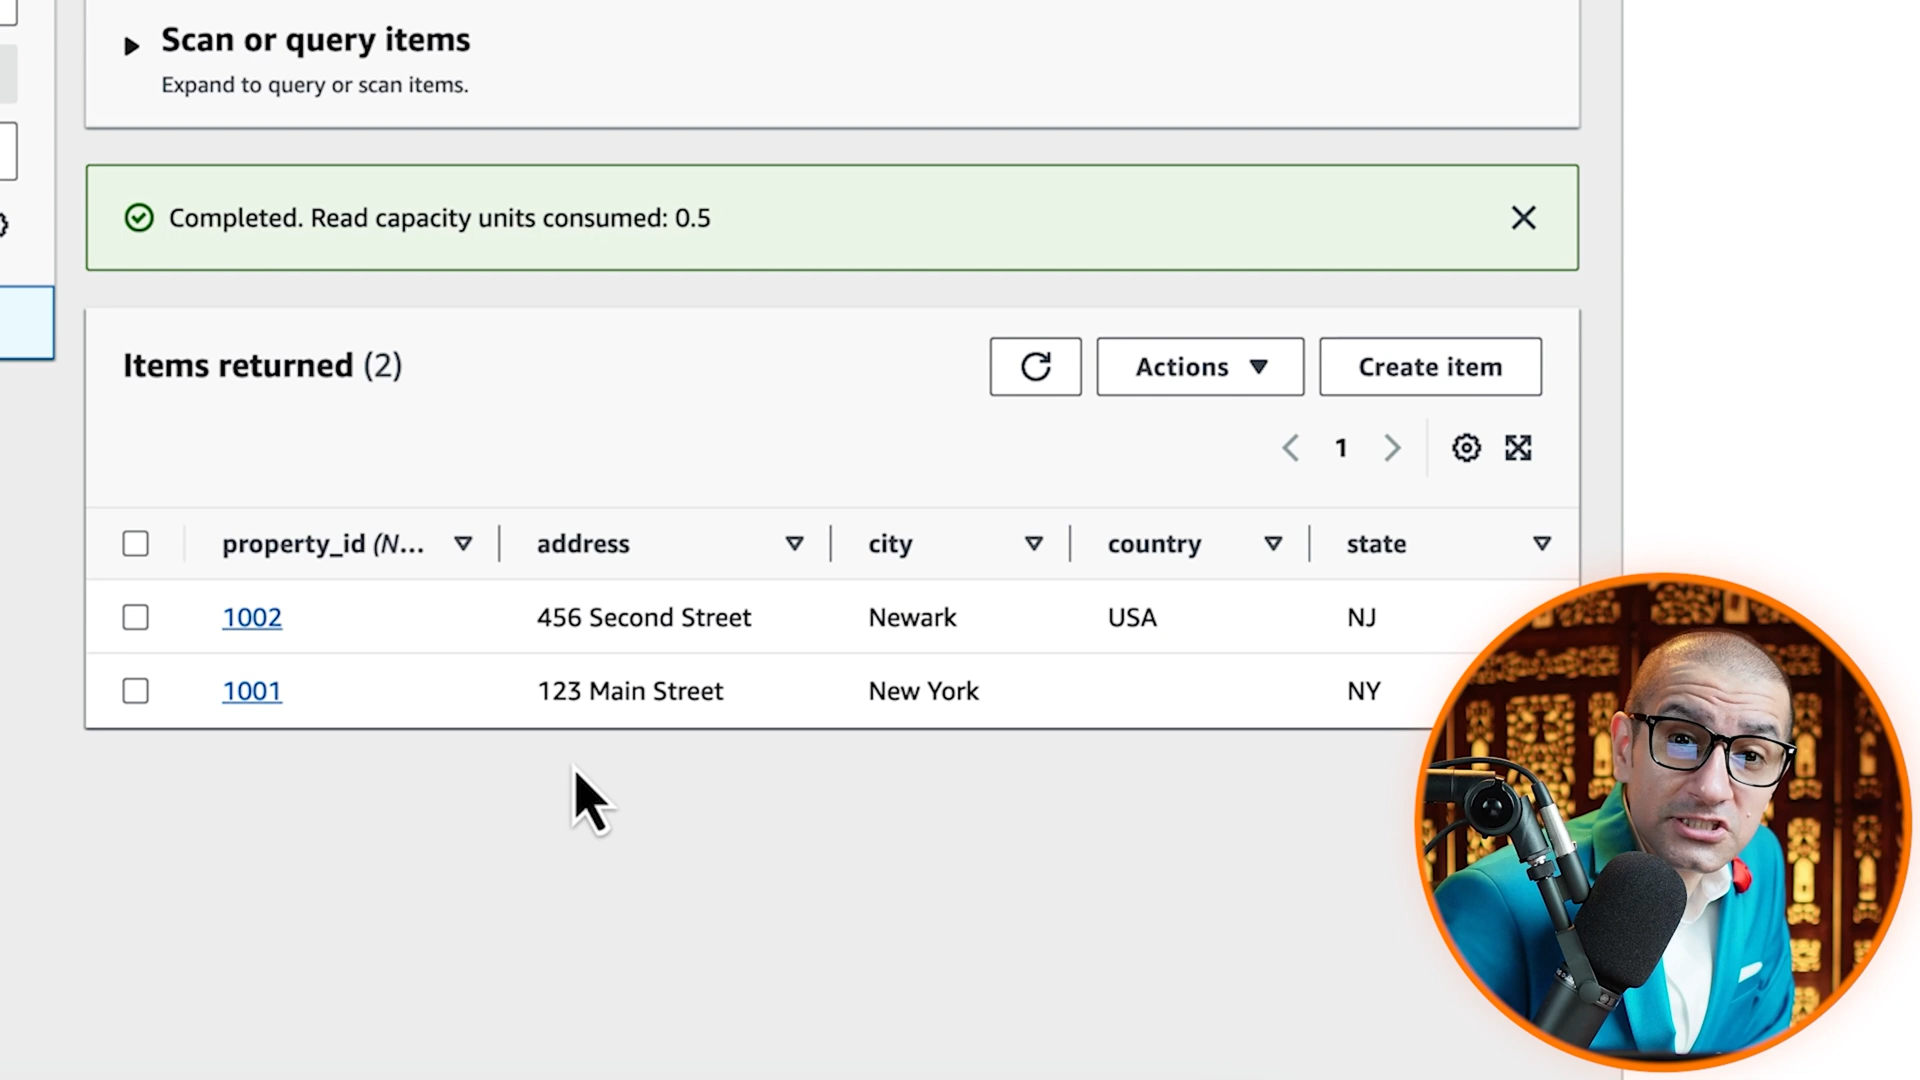 Scan or query items
Expand to query or scan items.
Completed. Read capacity units consumed: 0.5
Items returned (2)
Actions
Create item
1
property_id (N...
address
city
country
state
1002
456 Second Street
Newark
USA
NJ
1001
123 Main Street
New York
NY